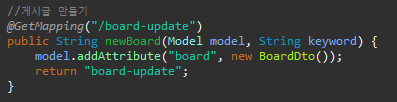 //게시글 만들기
@GetMapping("/board-update")
public String newBoard(Model model, String keyword) {
    model.addAttribute("board", new BoardDto());
    return "board-update";
}